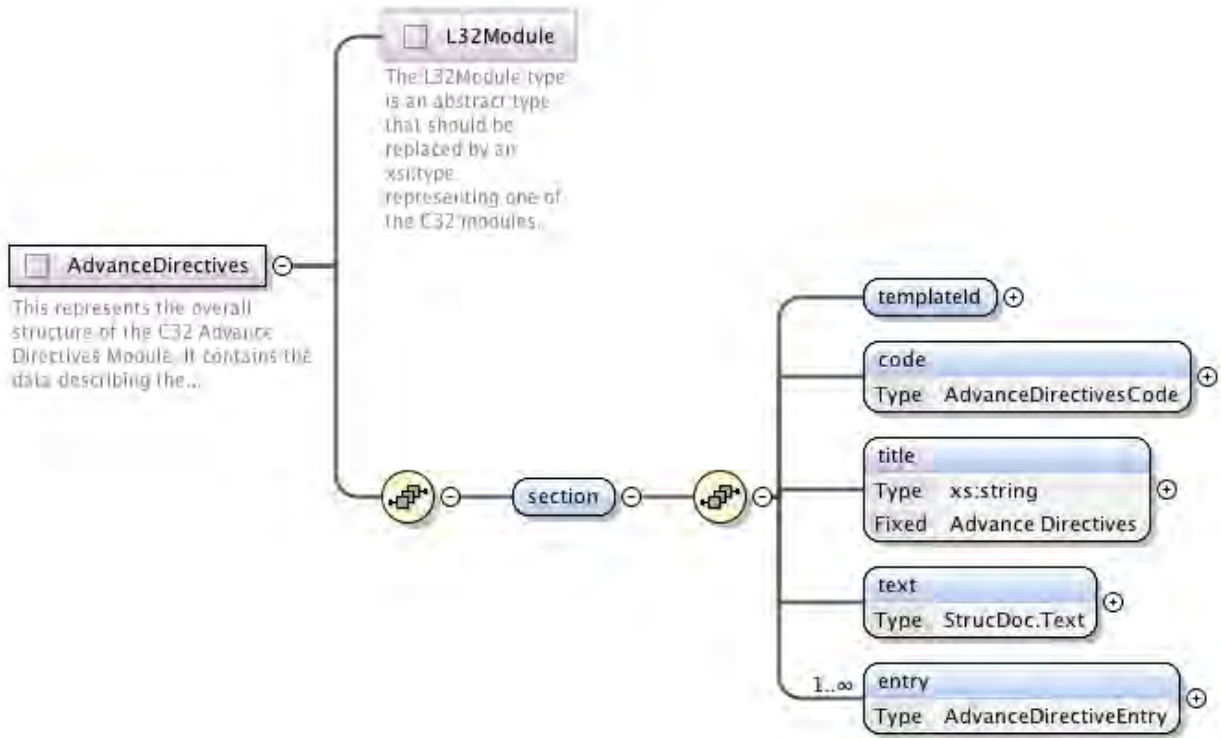 L32Module
The L32Module type
is an abstract type
that should be
replaced by an
xsi:type
representing one of
the C32 modules.
AdvanceDirectives
This represents the overall
structure of the C32 Advance
Directives Module. It contains the
data describing the...
section
templateId
code
Type AdvanceDirectivesCode
title
Type xs:string
Fixed Advance Directives
text
Type StrucDoc.Text
1..∞
entry
Type AdvanceDirectiveEntry